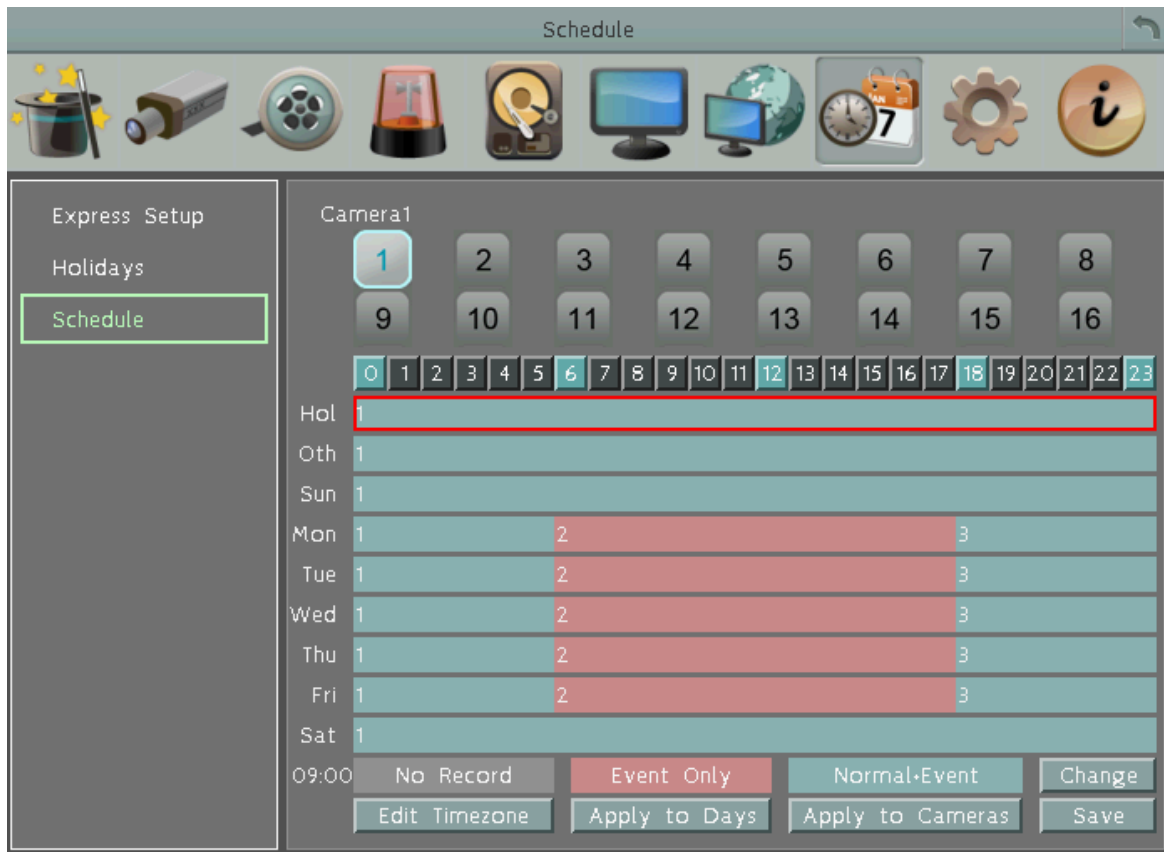 Schedule
JAN
7
i
Express Setup
Holidays
Schedule
Camera1
1 2 3 4 5 6 7 8
9 10 11 12 13 14 15 16
0 1 2 3 4 5 6 7 8 9 10 11 12 13 14 15 16 17 18 19 20 21 22 23
Hol 1
Oth 1
Sun 1
Mon 1 2 3
Tue 1 2 3
Wed 1 2 3
Thu 1 2 3
Fri 1 2 3
Sat 1
09:00 No Record Event Only Normal+Event Change
Edit Timezone Apply to Days Apply to Cameras Save